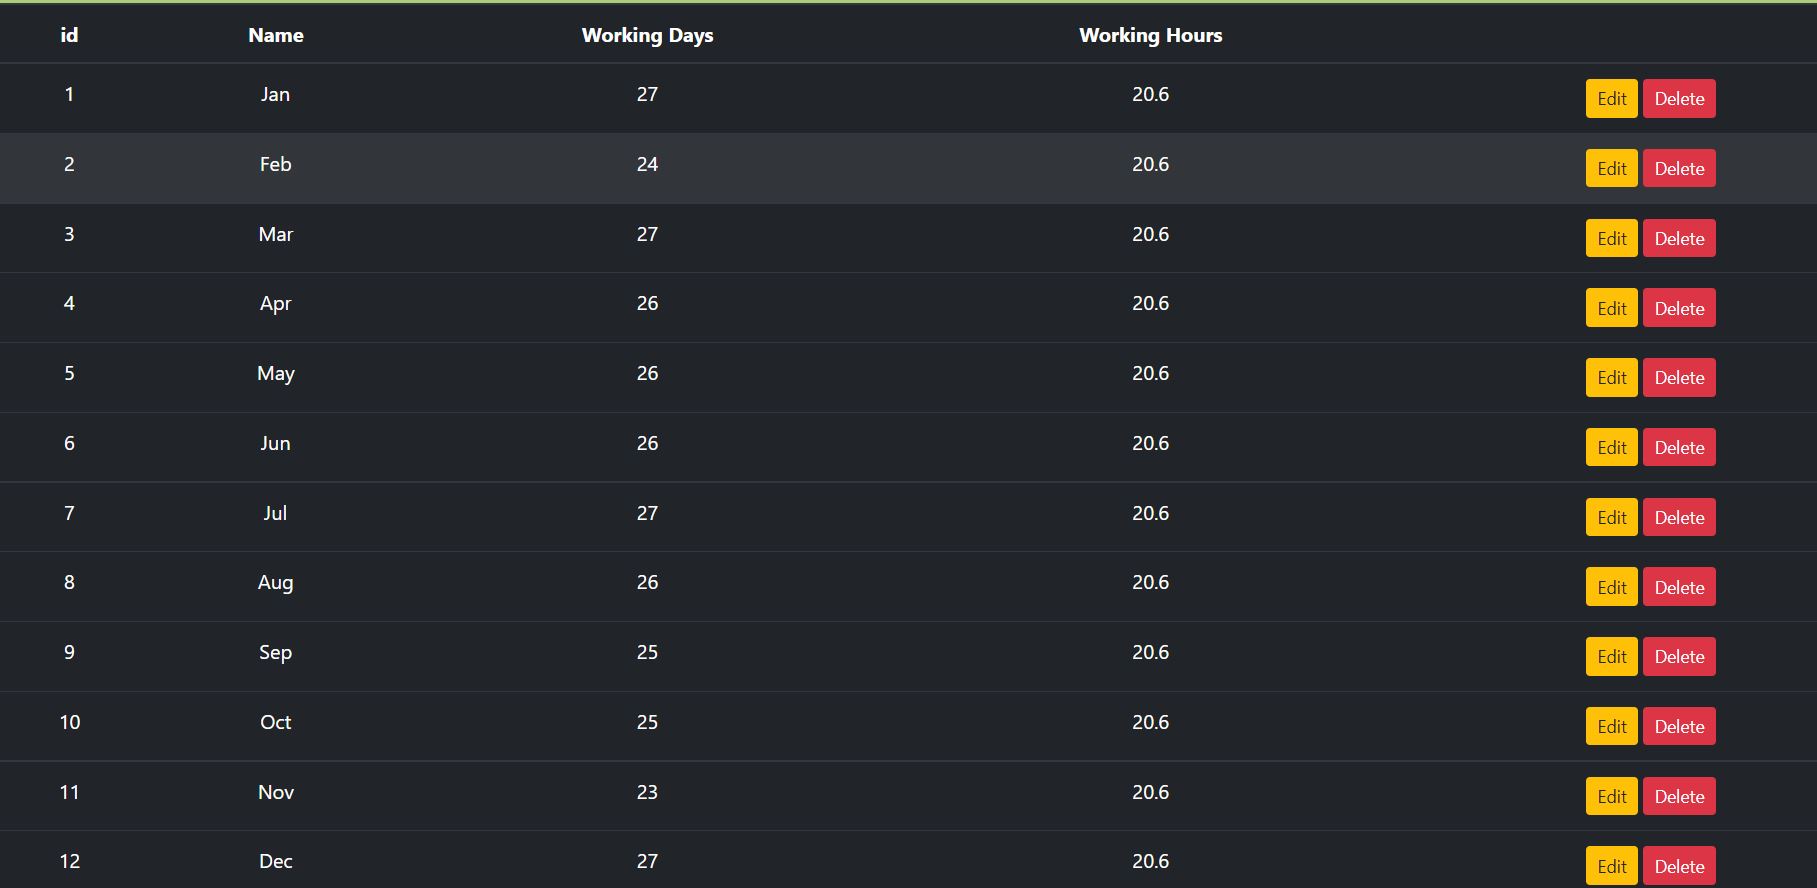 id Name Working Days Working Hours
1 Jan 27 20.6 Edit Delete
2 Feb 24 20.6 Edit Delete
3 Mar 27 20.6 Edit Delete
4 Apr 26 20.6 Edit Delete
5 May 26 20.6 Edit Delete
6 Jun 26 20.6 Edit Delete
7 Jul 27 20.6 Edit Delete
8 Aug 26 20.6 Edit Delete
9 Sep 25 20.6 Edit Delete
10 Oct 25 20.6 Edit Delete
11 Nov 23 20.6 Edit Delete
12 Dec 27 20.6 Edit Delete